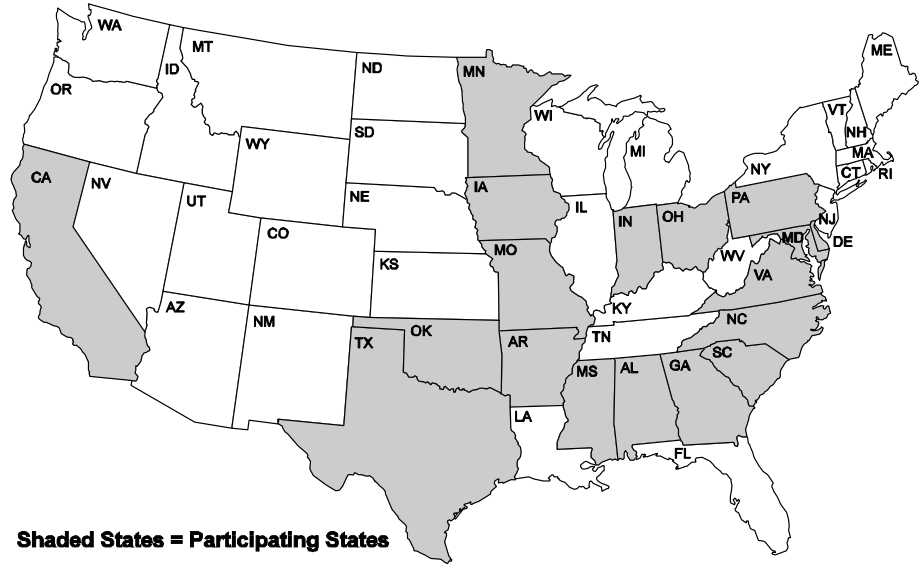 WA
MT
ND
MN
ME
ID
OR
WI
VT
SD
NH
WY
MI
MA
NY
CT
RI
CA
NV
IA
NE
UT
PA
IL
IN
OH
NJ
CO
MO
MD
DE
WV
KS
VA
AZ
KY
NM
NC
OK
TN
TX
AR
SC
MS
AL
GA
LA
FL
Shaded States = Participating States